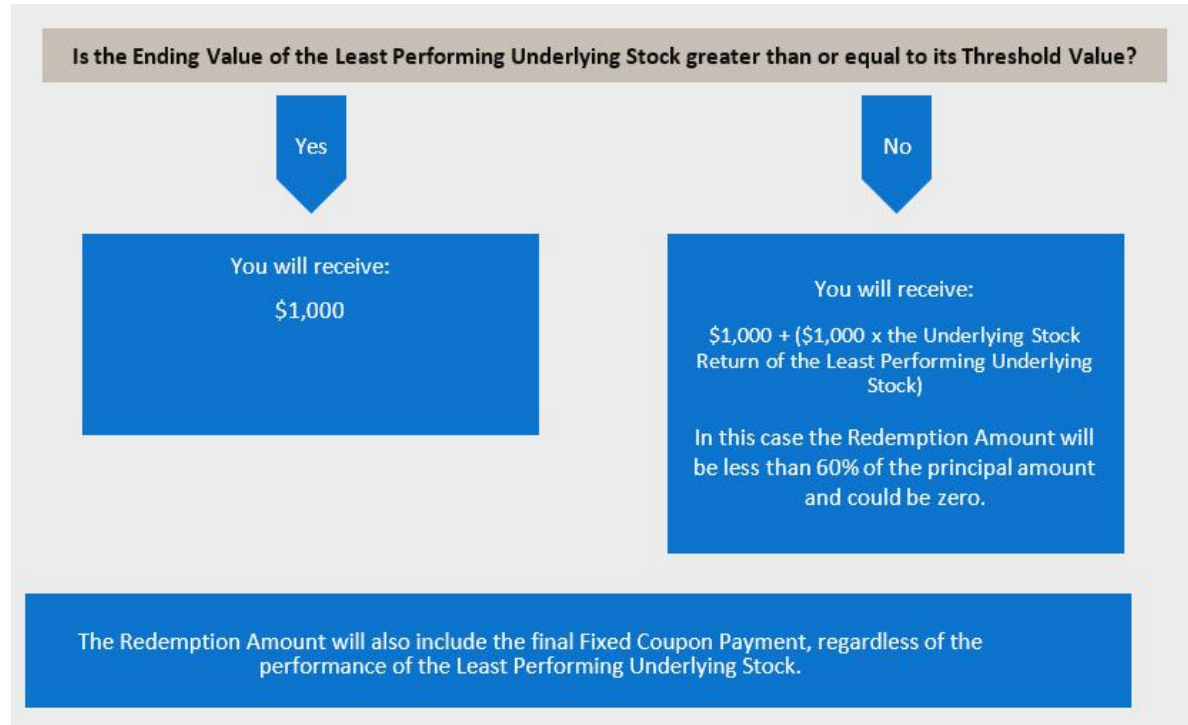 Is the Ending Value of the Least Performing Underlying Stock greater than or equal to its Threshold Value?
Yes
No
You will receive:
$1,000
You will receive:
$1,000 + ($1,000 x the Underlying Stock
Return of the Least Performing Underlying
Stock)
In this case the Redemption Amount will
be less than 60% of the principal amount
and could be zero.
The Redemption Amount will also include the final Fixed Coupon Payment, regardless of the
performance of the Least Performing Underlying Stock.